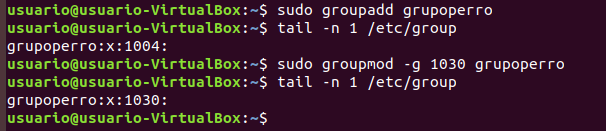 usuario@usuario-VirtualBox:~$ sudo groupadd grupoperro
usuario@usuario-VirtualBox:~$ tail -n 1 /etc/group
grupoperro:x:1004:
usuario@usuario-VirtualBox:~$ sudo groupmod -g 1030 grupoperro
usuario@usuario-VirtualBox:~$ tail -n 1 /etc/group
grupoperro:x:1030:
usuario@usuario-VirtualBox:~$